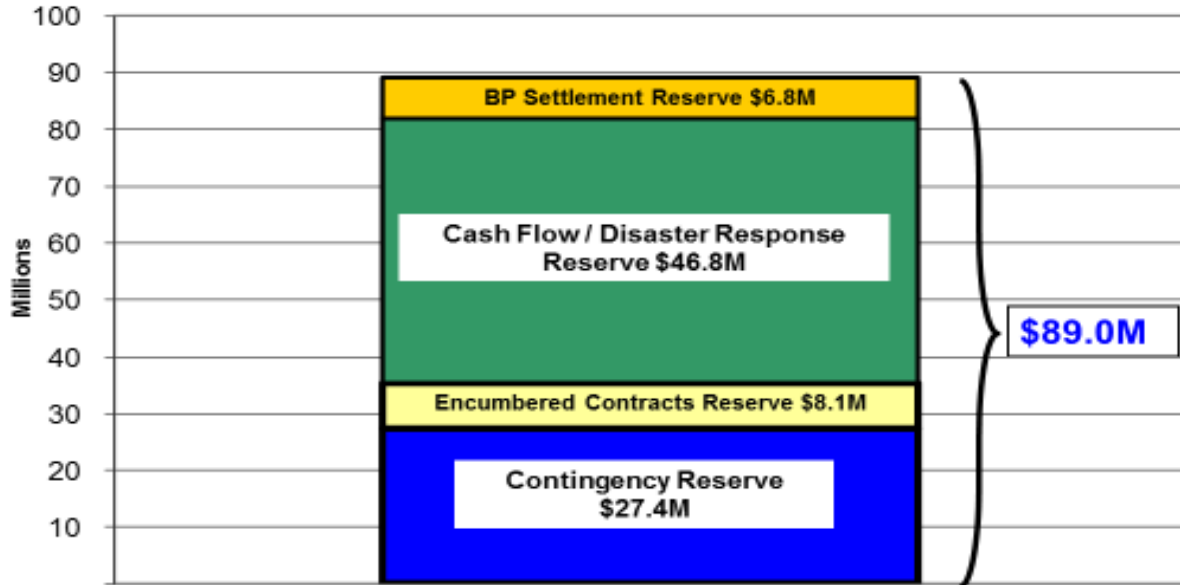 100
90
80
70
60
50
40
30
20
10
Millions
BP Settlement Reserve $6.8M
Cash Flow / Disaster Response
Reserve $46.8M
Encumbered Contracts Reserve $8.1M
Contingency Reserve
$27.4M
$89.0M